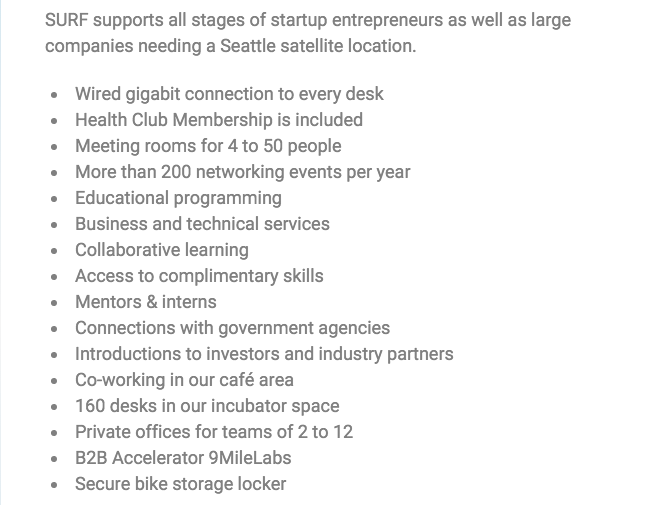 SURF supports all stages of startup entrepreneurs as well as large
companies needing a Seattle satellite location.
• Wired gigabit connection to every desk
• Health Club Membership is included
• Meeting rooms for 4 to 50 people
• More than 200 networking events per year
• Educational programming
• Business and technical services
• Collaborative learning
• Access to complimentary skills
• Mentors & interns
• Connections with government agencies
• Introductions to investors and industry partners
• Co-working in our café area
• 160 desks in our incubator space
• Private offices for teams of 2 to 12
• B2B Accelerator 9MileLabs
• Secure bike storage locker